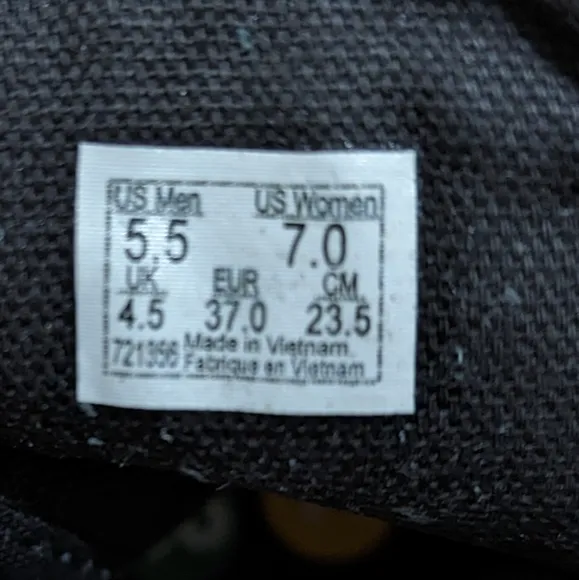 US Men US Women
5.5 7.0
UK EUR CM
4.5 37.0 23.5
Made in Vietnam
Fabrique en Vietnam